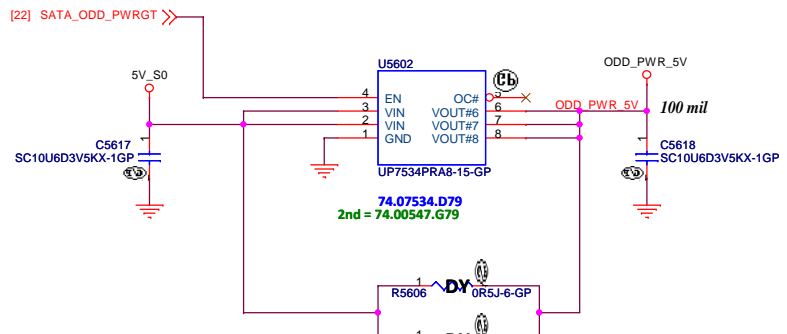 [22] SATA_ODD_PWRGT
5V_S0
U5602
ODD_PWR_5V
4 EN
3 VIN
2 VIN
1 GND
OC# 5
VOUT#6 6
VOUT#7 7
VOUT#8 8
ODD_PWR_5V
100 mil
1
C5617
SC10U6D3V5KX-1GP
1
C5618
SC10U6D3V5KX-1GP
UP7534PRA8-15-GP
74.07534.D79
2nd = 74.00547.G79
1
DY
R5606
0R5J-6-GP
1